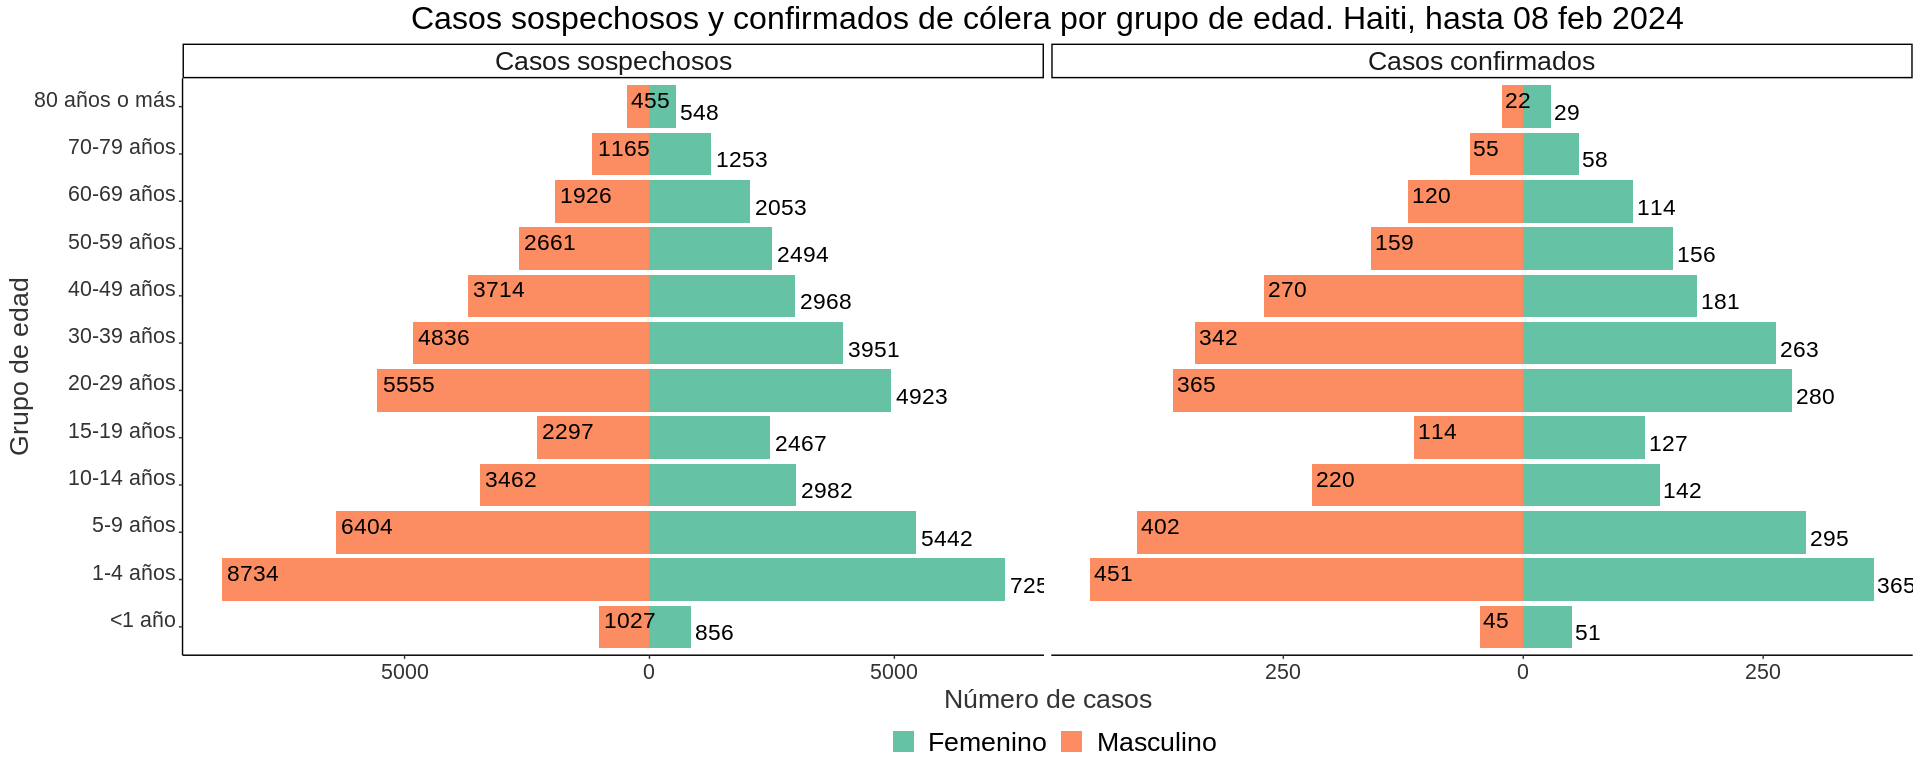 Casos sospechosos y confirmados de cólera por grupo de edad. Haiti, hasta 08 feb 2024
Casos sospechosos
Casos confirmados
Grupo de edad
80 años o más
455
548
22
29
70-79 años
1165
1253
55
58
60-69 años
1926
2053
120
114
50-59 años
2661
2494
159
156
40-49 años
3714
2968
270
181
30-39 años
4836
3951
342
263
20-29 años
5555
4923
365
280
15-19 años
2297
2467
114
127
10-14 años
3462
2982
220
142
5-9 años
6404
5442
402
295
1-4 años
8734
451
365
<1 año
1027
856
45
51
5000
0
5000
250
0
250
Número de casos
Femenino
Masculino